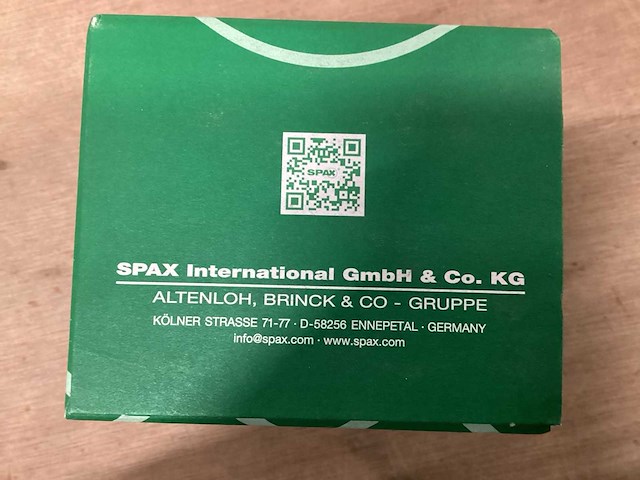 SPAX
SPAX International GmbH & Co. KG
ALTENLOH, BRINCK & CO - GRUPPE
KÖLNER STRASSE 71-77 · D-58256 ENNEPETAL · GERMANY
info@spax.com · www.spax.com